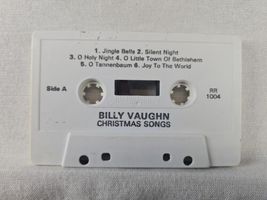 1. Jingle Bells 2. Silent Night
3. O Holy Night 4. O Little Town Of Bethlehem
5. O Tannenbaum 6. Joy To The World
Side A
RR
1004
BILLY VAUGHN
CHRISTMAS SONGS